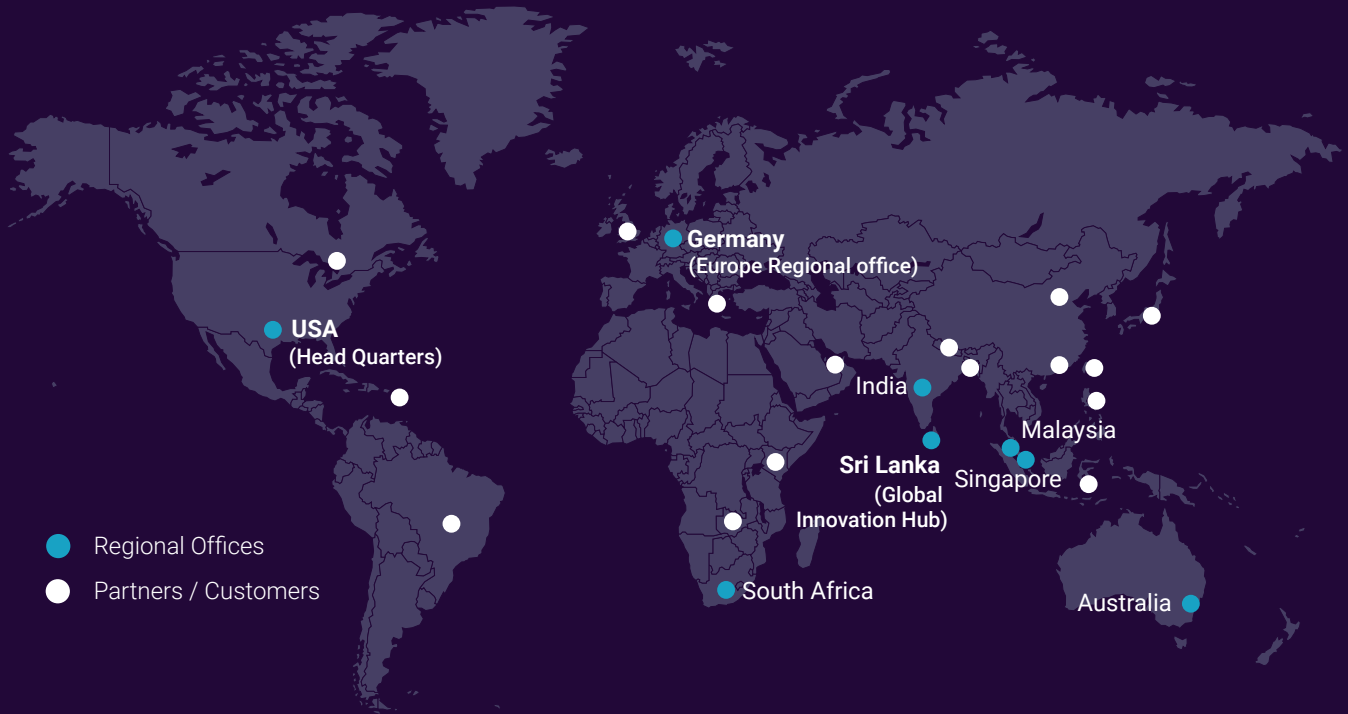 Germany
(Europe Regional office)
USA
(Head Quarters)
India
Malaysia
Sri Lanka
Singapore
(Global
Innovation Hub)
Regional Offices
Partners / Customers
South Africa
Australia